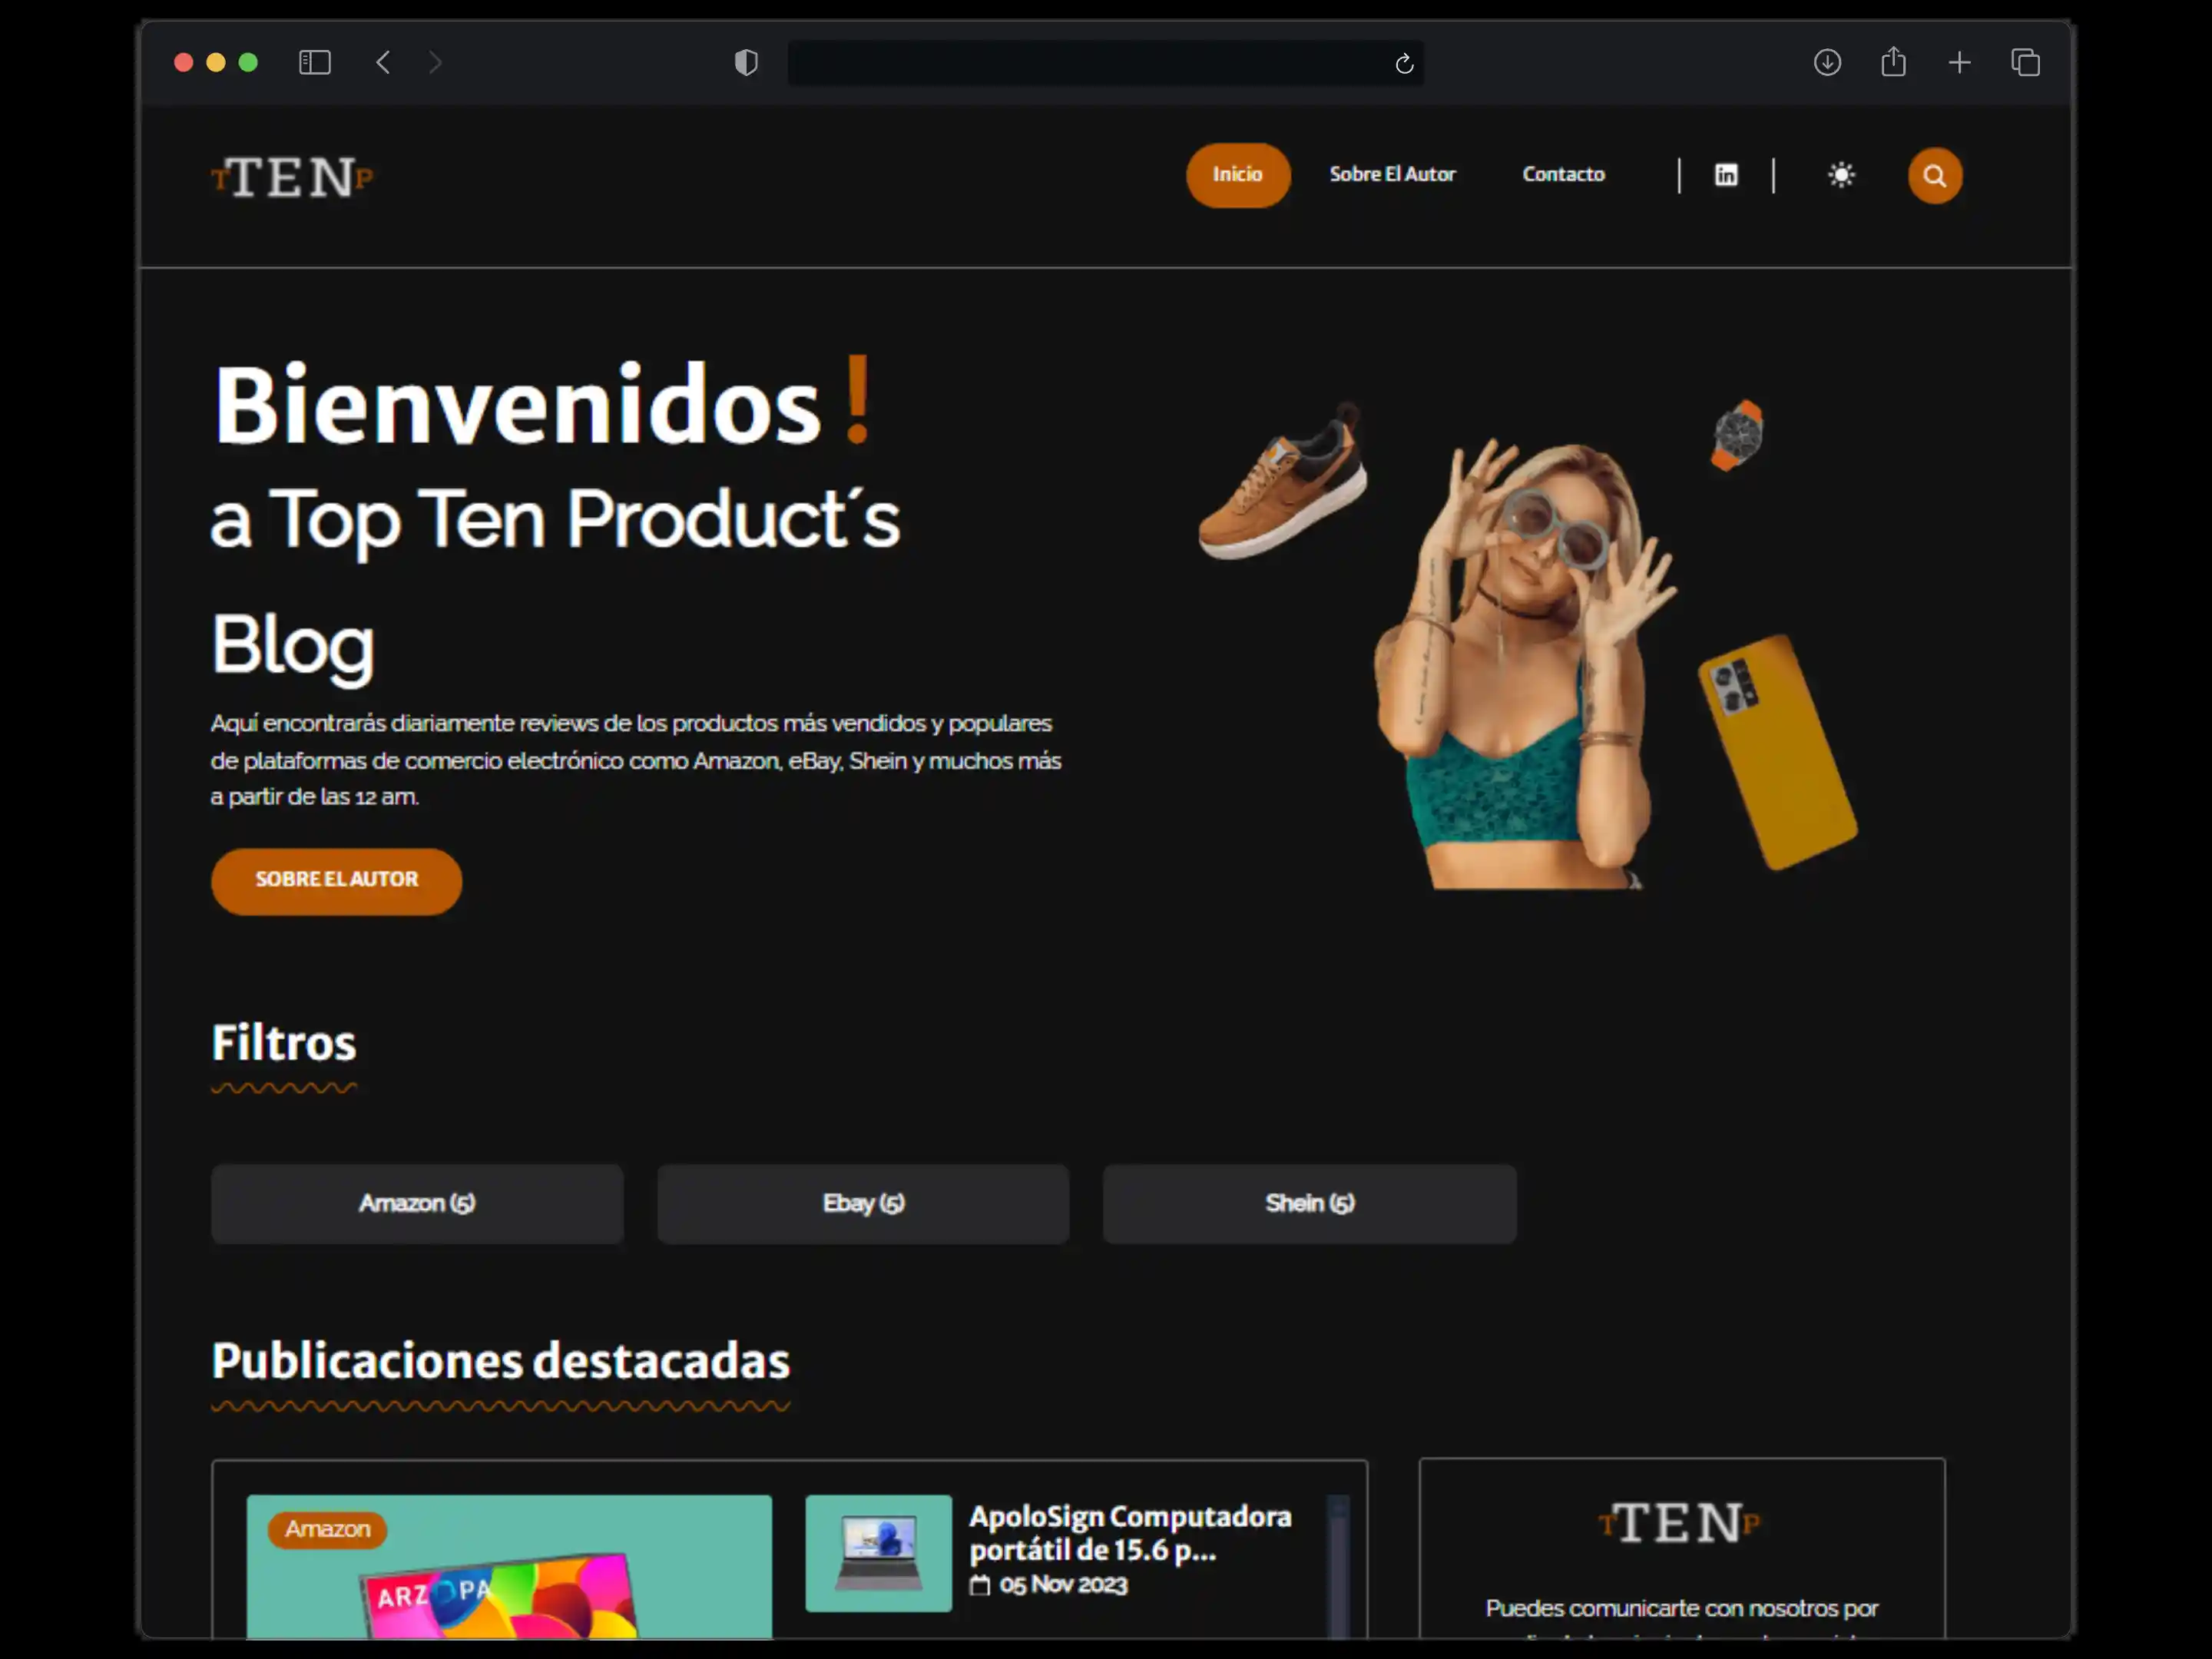 TTENP
Inicio
Sobre El Autor
Contacto
in
Bienvenidos!
a Top Ten Product´s
Blog
Aquí encontrarás diariamente reviews de los productos más vendidos y populares
de plataformas de comercio electrónico como Amazon, eBay, Shein y muchos más
a partir de las 12 am.
SOBRE EL AUTOR
Filtros
Amazon (5)
Ebay (5)
Shein (5)
Publicaciones destacadas
Amazon
ARZOPA
ApoloSign Computadora
portátil de 15.6 p...
05 Nov 2023
TTENP
Puedes comunicarte con nosotros por